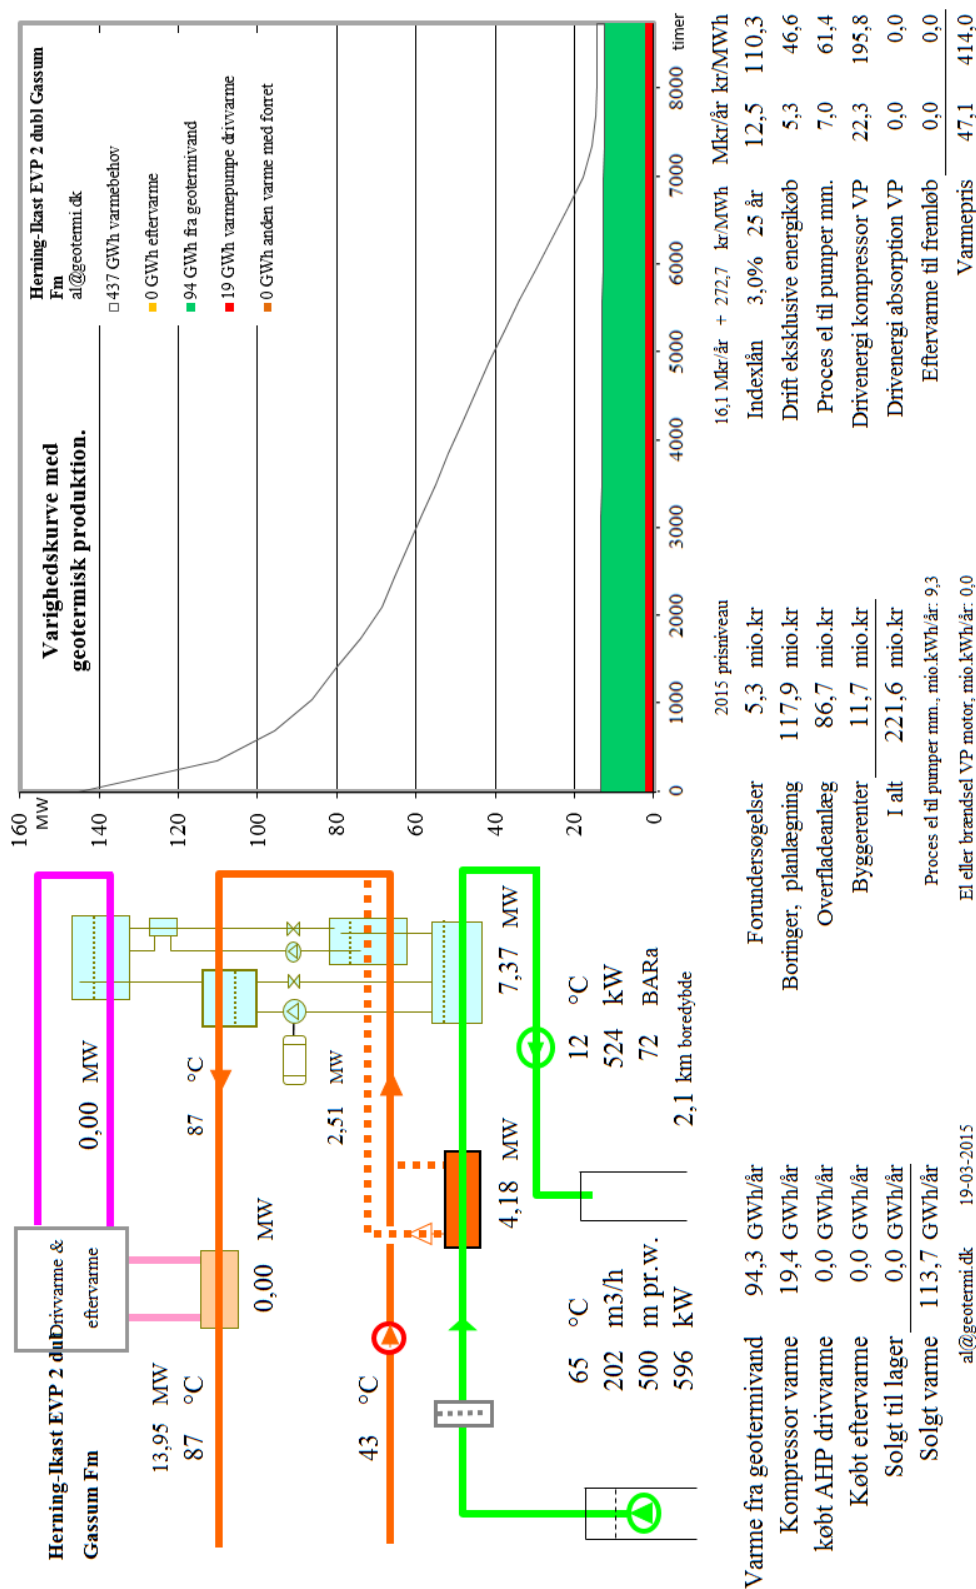 Herning-Ikast EVP 2 dubl
Gassum Fm
Drivvarme &
eftervarme
0,00 MW
13,95 MW
87 °C
87 °C
0,00 MW
2,51 MW
43 °C
4,18 MW
7,37 MW
65 °C
202 m3/h
500 m pr.w.
596 kW
12 °C
524 kW
72 BARa
2,1 km boredybde
Varighedskurve med
geotermisk produktion.
Herning-Ikast EVP 2 dubl Gassum
Fm
al@geotermi.dk
437 GWh varmebehov
0 GWh eftervarme
94 GWh fra geotermivand
19 GWh varmepumpe drivvarme
0 GWh anden varme med forret
160
MW
140
120
100
80
60
40
20
0
0 1000 2000 3000 4000 5000 6000 7000 8000 timer
Varme fra geotermivand 94,3 GWh/år
Kompressor varme 19,4 GWh/år
købt AHP drivvarme 0,0 GWh/år
Købt eftervarme 0,0 GWh/år
Solgt til lager 0,0 GWh/år
Solgt varme 113,7 GWh/år
al@geotermi.dk 19-03-2015
2015 prisniveau
Forundersøgelser 5,3 mio.kr
Boringer, planlægning 117,9 mio.kr
Overfladeanlæg 86,7 mio.kr
Byggerenter 11,7 mio.kr
I alt 221,6 mio.kr
Proces el til pumper mm., mio.kWh/år: 9,3
El eller brændsel VP motor, mio.kWh/år: 0,0
16,1 Mkr/år + 272,7 kr/MWh Mkr/år kr/MWh
Indexlån 3,0% 25 år 12,5 110,3
Drift eksklusive energikøb 5,3 46,6
Proces el til pumper mm. 7,0 61,4
Drivenergi kompressor VP 22,3 195,8
Drivenergi absorption VP 0,0 0,0
Eftervarme til fremløb 0,0 0,0
Varmepris 47,1 414,0